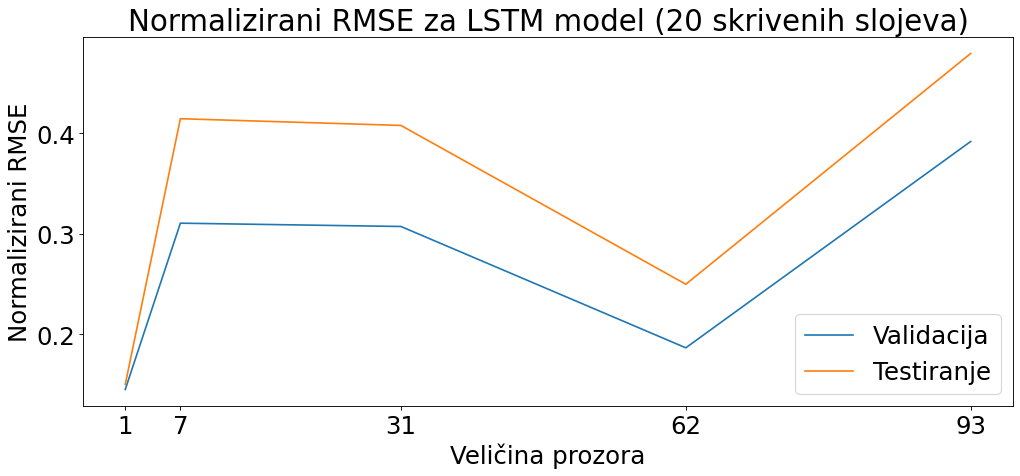 Normalizirani RMSE za LSTM model (20 skrivenih slojeva)
Normalizirani RMSE
0.4
0.3
0.2
Validacija
Testiranje
1 7 31 62 93
Veličina prozora